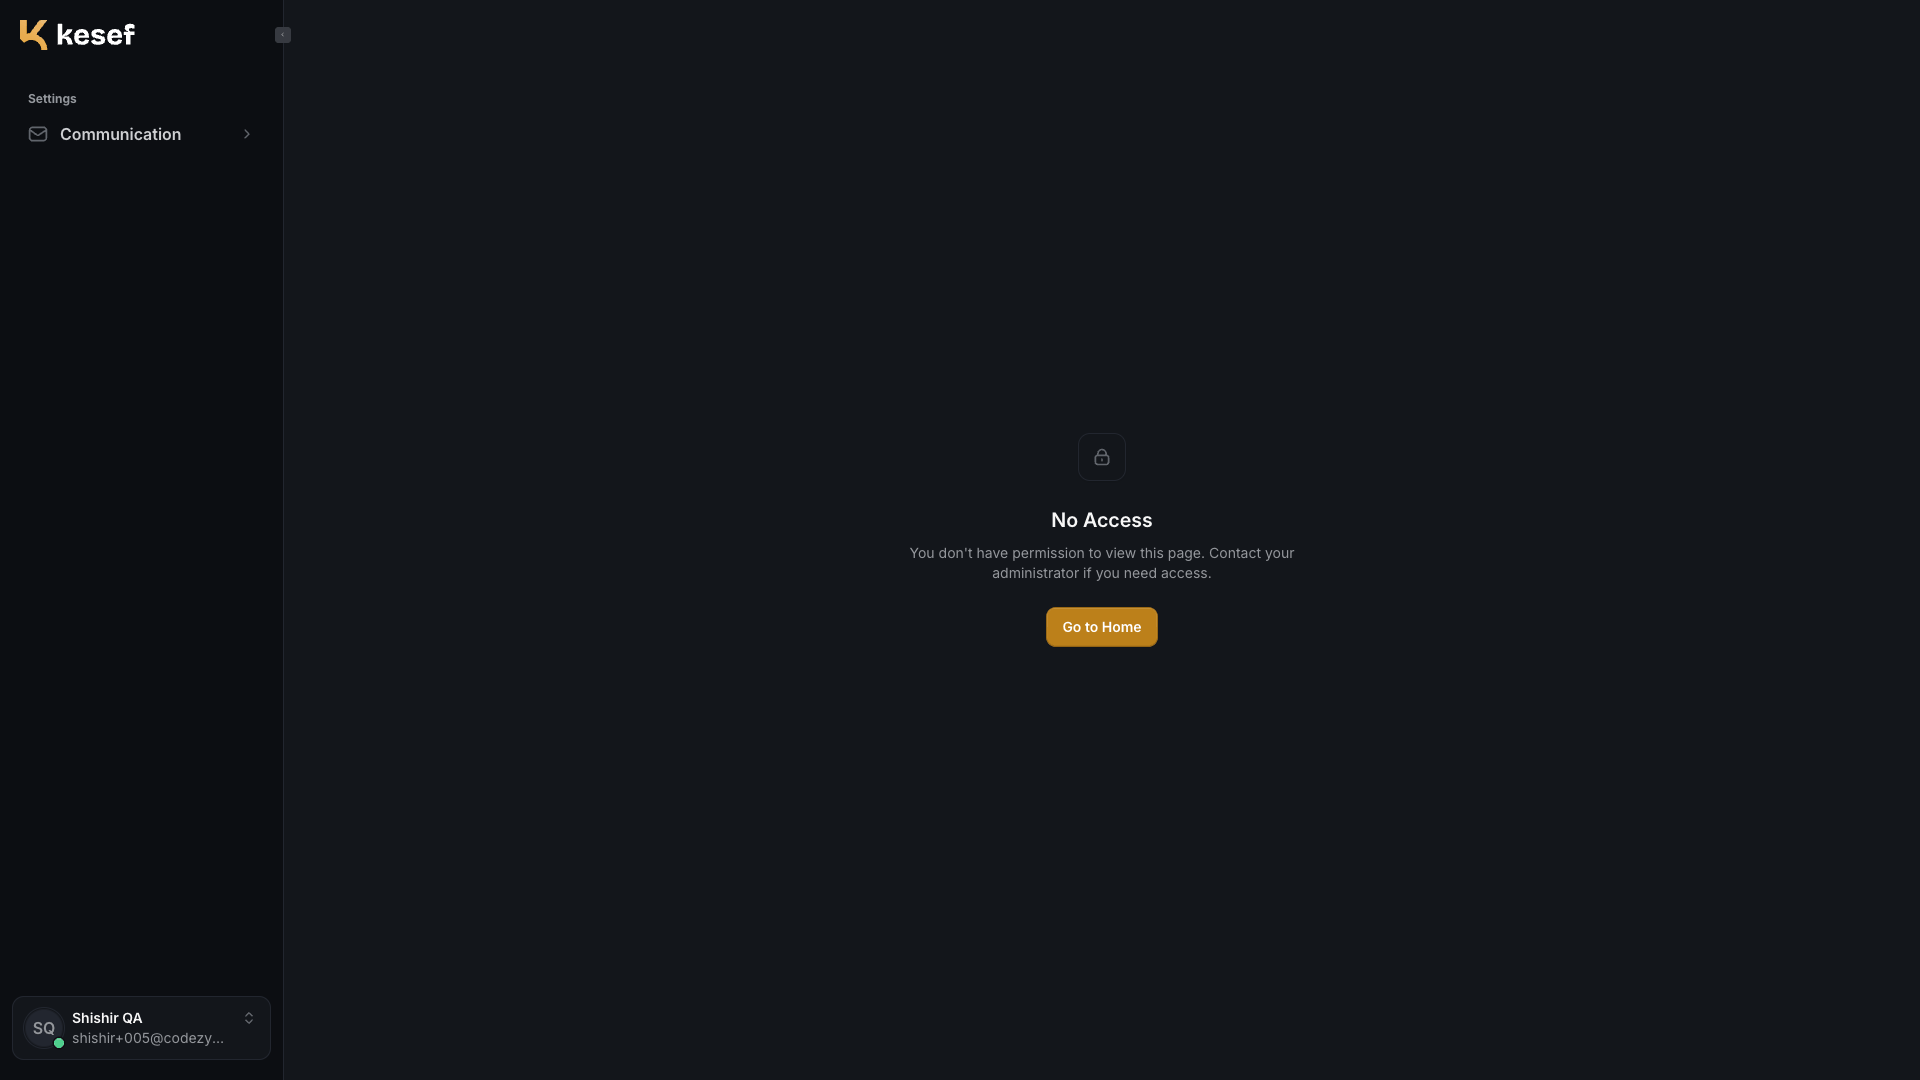 kesef
Settings
Communication
No Access
You don't have permission to view this page. Contact your
administrator if you need access.
Go to Home
SQ
Shishir QA
shishir+005@codezy...